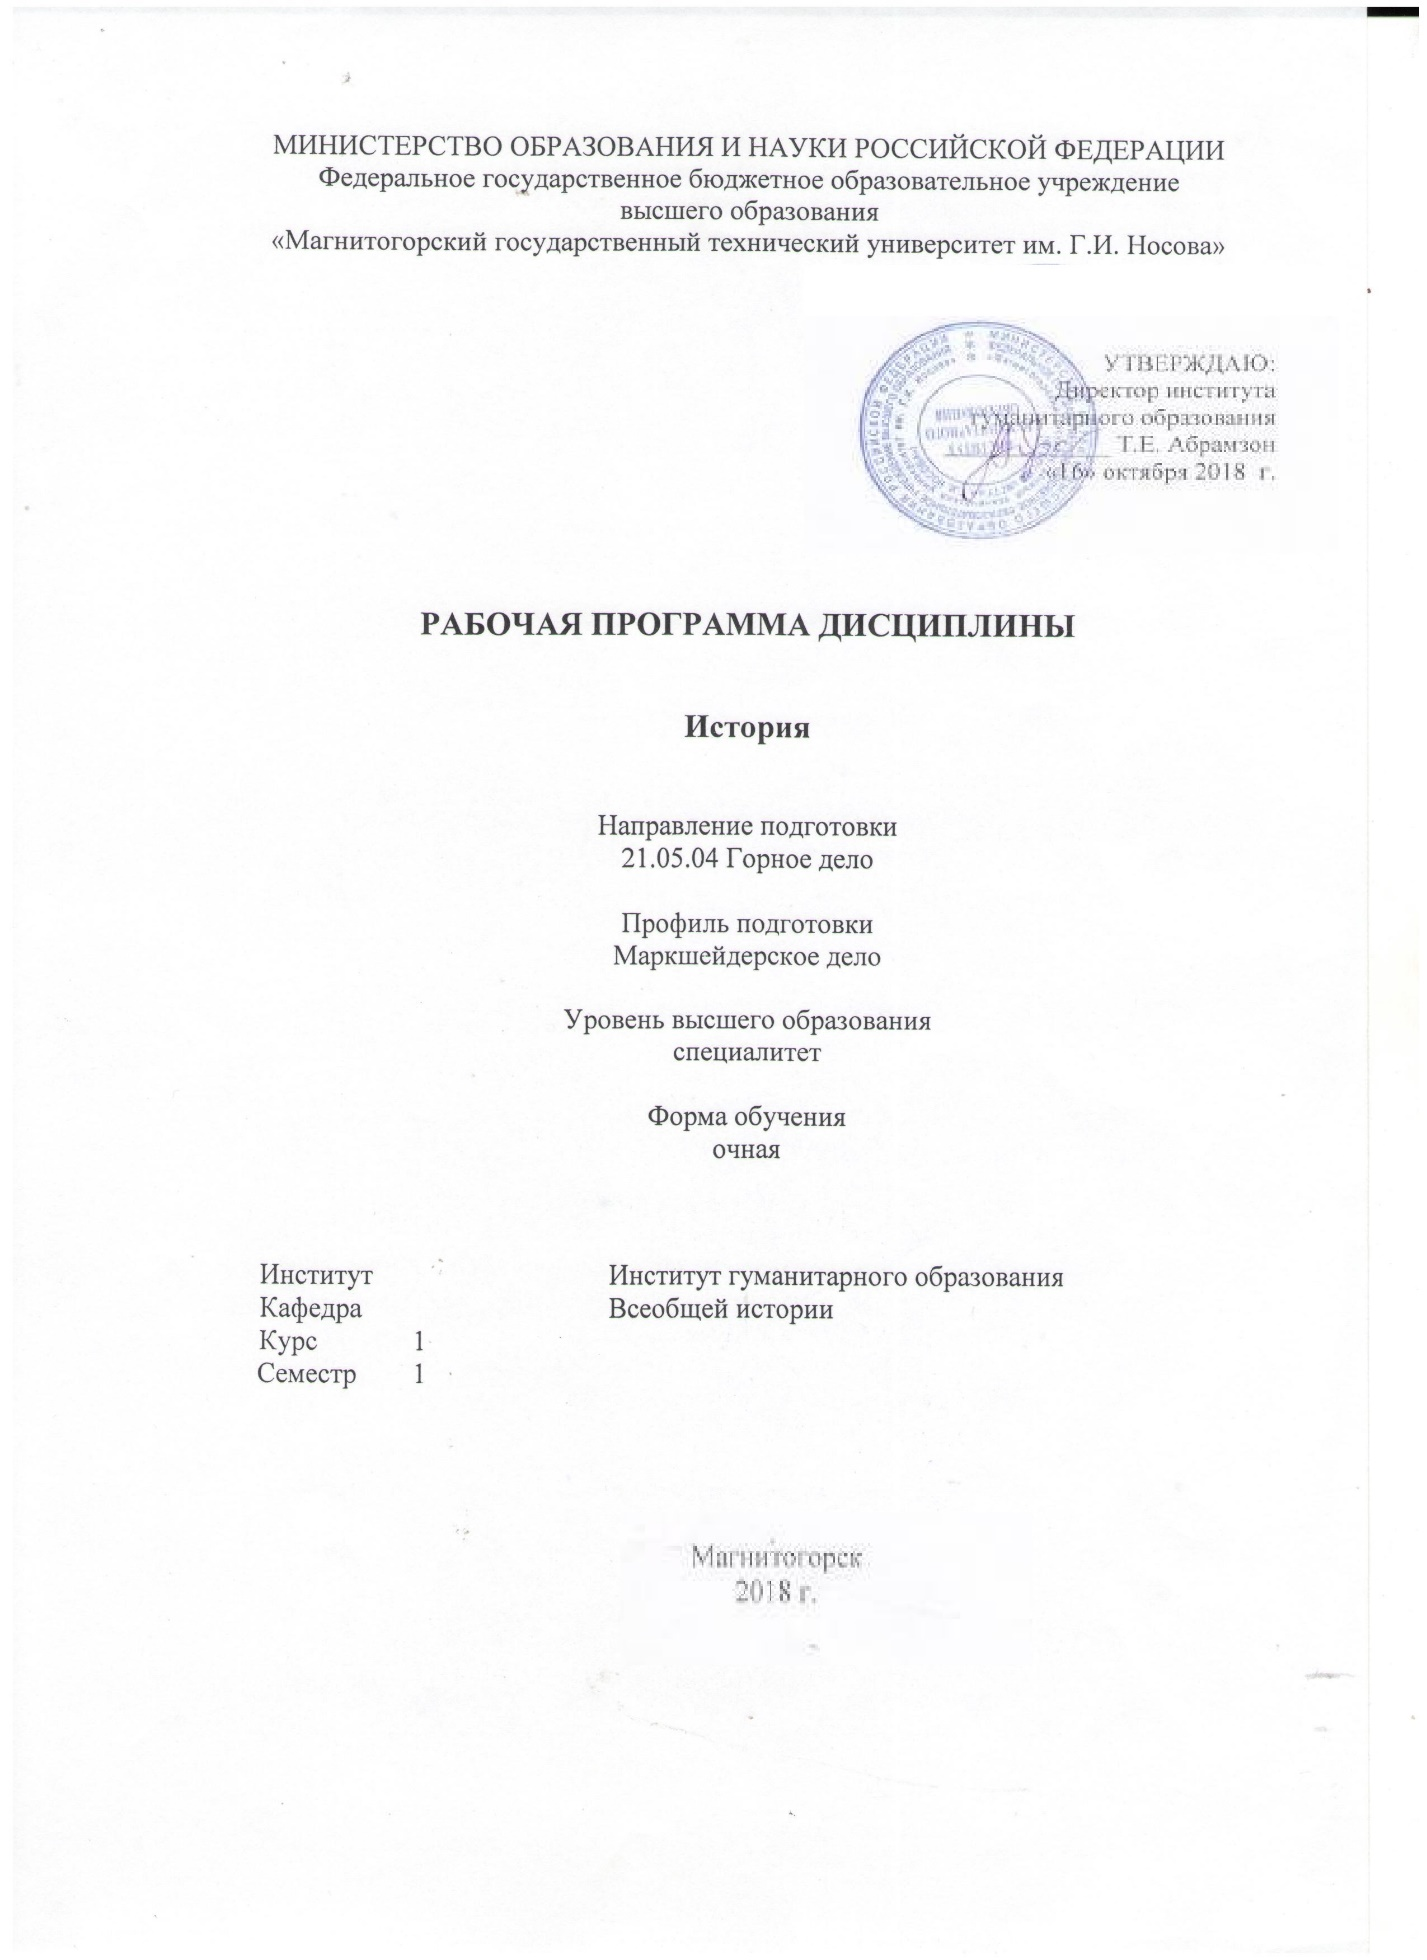 МИНИСТЕРСТВО ОБРАЗОВАНИЯ И НАУКИ РОССИЙСКОЙ ФЕДЕРАЦИИ
Федеральное государственное бюджетное образовательное учреждение
высшего образования
«Магнитогорский государственный технический университет им. Г.И. Носова»
УТВЕРЖДАЮ:
Директор института
гуманитарного образования
Т.Е. Абрамзон
«16» октября 2018 г.
РАБОЧАЯ ПРОГРАММА ДИСЦИПЛИНЫ
История
Направление подготовки
21.05.04 Горное дело
Профиль подготовки
Маркшейдерское дело
Уровень высшего образования
специалитет
Форма обучения
очная
Институт Институт гуманитарного образования
Кафедра Всеобщей истории
Курс 1
Семестр 1
Магнитогорск
2018 г.